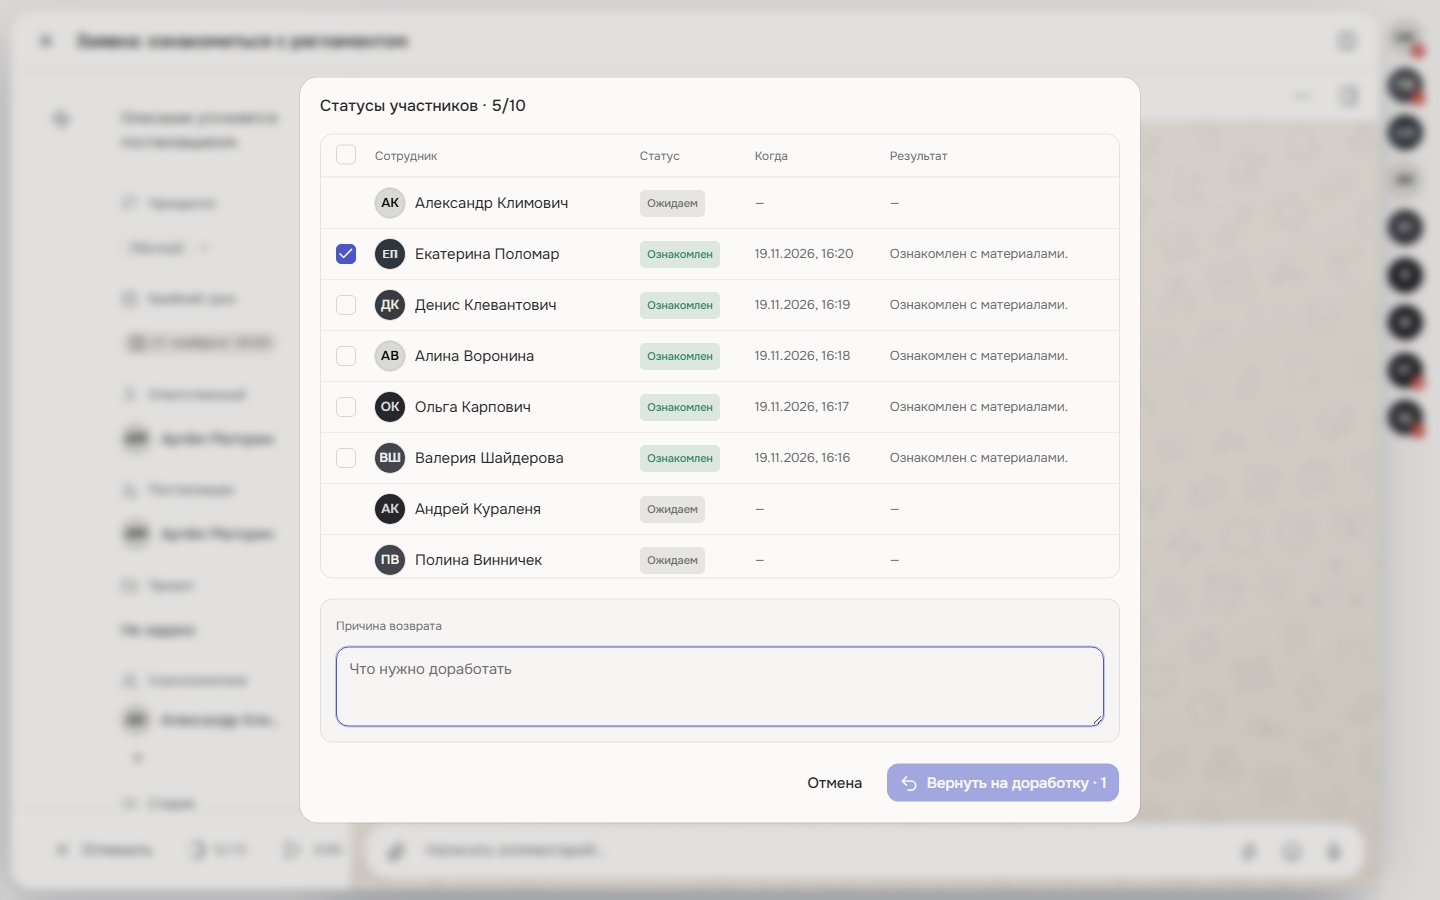 Заявка: ознакомиться с регламентом
Статусы участников · 5/10
Сотрудник Статус Когда Результат
АК Александр Климович Ожидаем – –
ЕП Екатерина Поломар Ознакомлен 19.11.2026, 16:20 Ознакомлен с материалами.
ДК Денис Клевантович Ознакомлен 19.11.2026, 16:19 Ознакомлен с материалами.
АВ Алина Воронина Ознакомлен 19.11.2026, 16:18 Ознакомлен с материалами.
ОК Ольга Карпович Ознакомлен 19.11.2026, 16:17 Ознакомлен с материалами.
ВШ Валерия Шайдерова Ознакомлен 19.11.2026, 16:16 Ознакомлен с материалами.
АК Андрей Кураленя Ожидаем – –
ПВ Полина Винничек Ожидаем – –
Причина возврата
Что нужно доработать
Отмена
Вернуть на доработку · 1